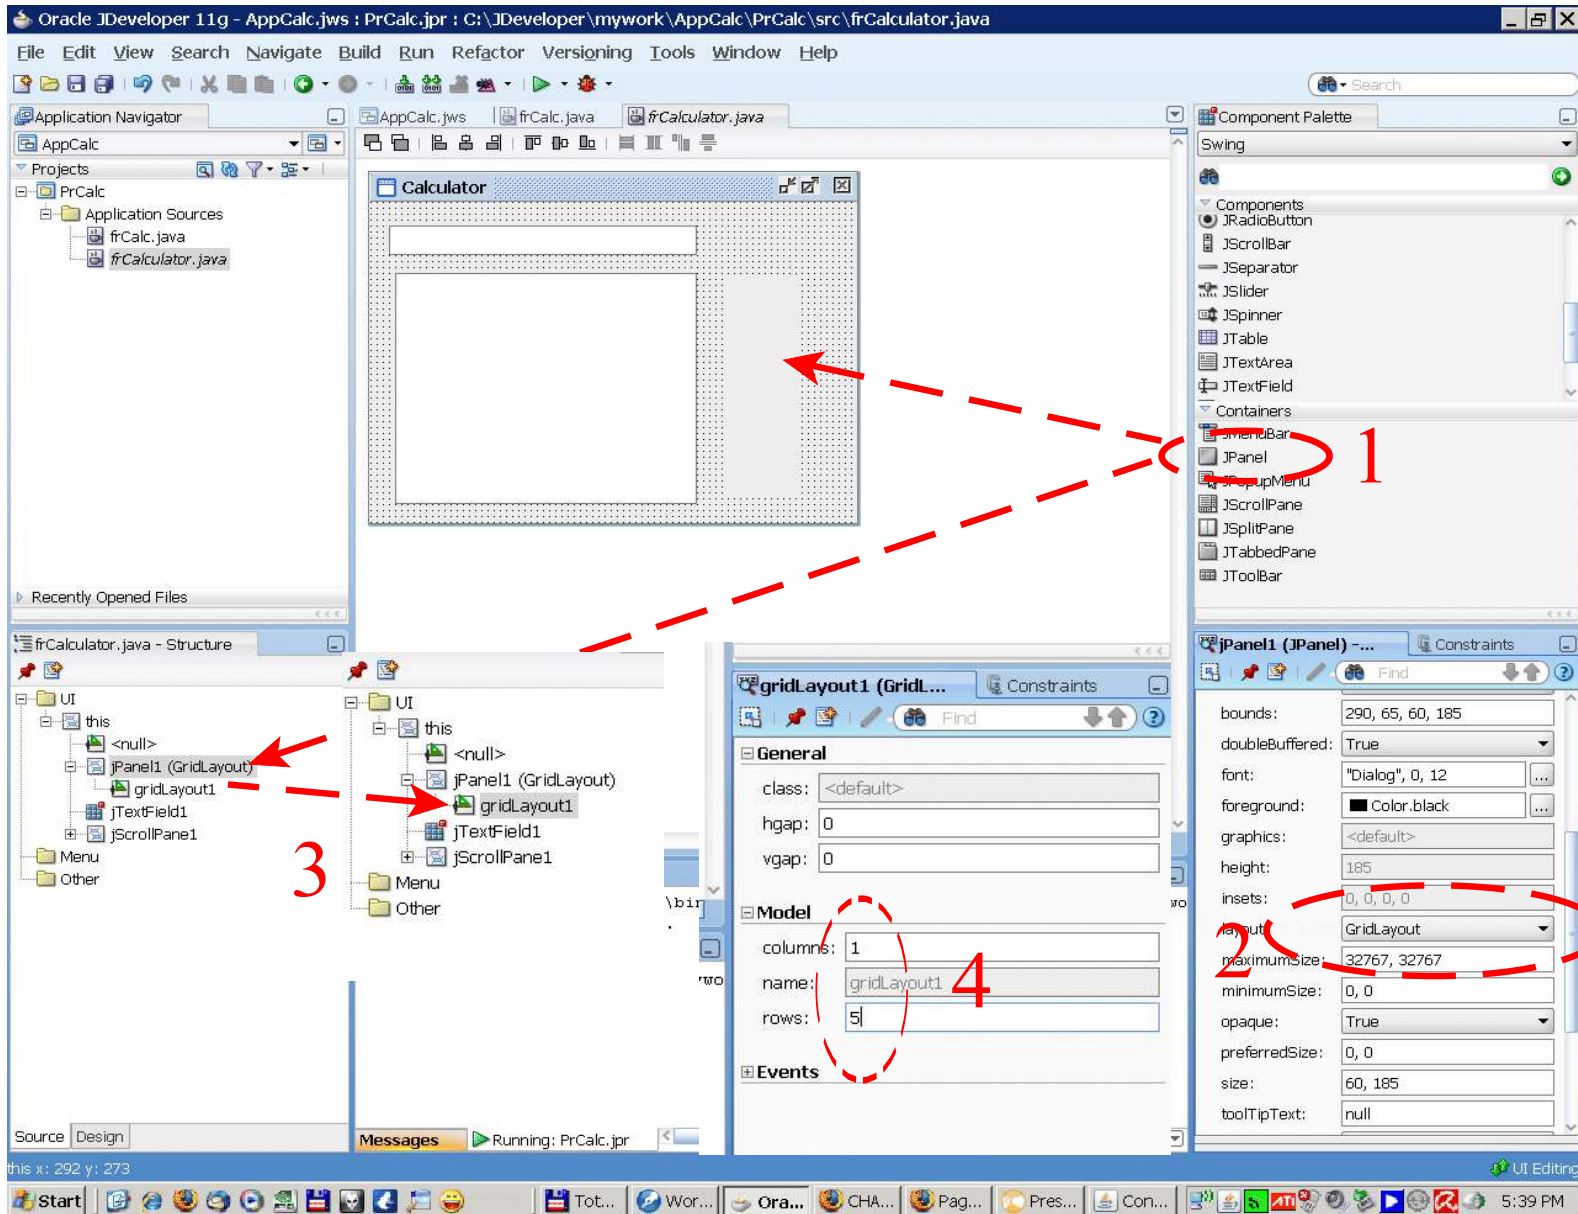 Oracle JDeveloper 11g - AppCalc.jws : PrCalc.jpr : C:\JDeveloper\mywork\AppCalc\PrCalc\src\frCalculator.java
File Edit View Search Navigate Build Run Refactor Versioning Tools Window Help
Search
Application Navigator
AppCalc
Projects
PrCalc
Application Sources
frCalc.java
frCalculator.java
Recently Opened Files
AppCalc.jws
frCalc.java
frCalculator.java
Calculator
Component Palette
Swing
Components
JRadioButton
JScrollBar
JSeparator
JSlider
JSpinner
JTable
JTextArea
JTextField
Containers
JMenuBar
JPanel
JPopupMenu
JScrollPane
JSplitPane
JTabbedPane
JToolBar
1
frCalculator.java - Structure
UI
this
<null>
jPanel1 (GridLayout)
gridLayout1
jTextField1
jScrollPane1
Menu
Other
3
Source Design
UI
this
<null>
jPanel1 (GridLayout)
gridLayout1
jTextField1
jScrollPane1
Menu
Other
\bin
Messages
Running: PrCalc.jpr
gridLayout1 (GridL...
Constraints
Find
General
class: <default>
hgap: 0
vgap: 0
Model
columns: 1
name: gridLayout1
rows: 5
4
Events
jPanel1 (JPanel) -...
Constraints
Find
bounds: 290, 65, 60, 185
doubleBuffered: True
font: "Dialog", 0, 12
...
foreground: Color.black
...
graphics: <default>
height: 185
insets: 0, 0, 0, 0
layout: GridLayout
2
maximumSize: 32767, 32767
minimumSize: 0, 0
opaque: True
preferredSize: 0, 0
size: 60, 185
toolTipText: null
this x: 292 y: 273
UI Editing
Start
Tot...
Wor...
Ora...
CHA...
Pag...
Pres...
Con...
ATI
5:39 PM